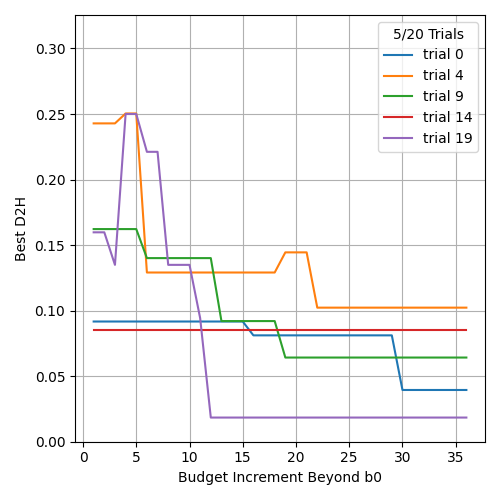 5/20 Trials
trial 0
trial 4
trial 9
trial 14
trial 19
0.30
0.25
0.20
0.15
0.10
0.05
0.00
Best D2H
0 5 10 15 20 25 30 35
Budget Increment Beyond b0